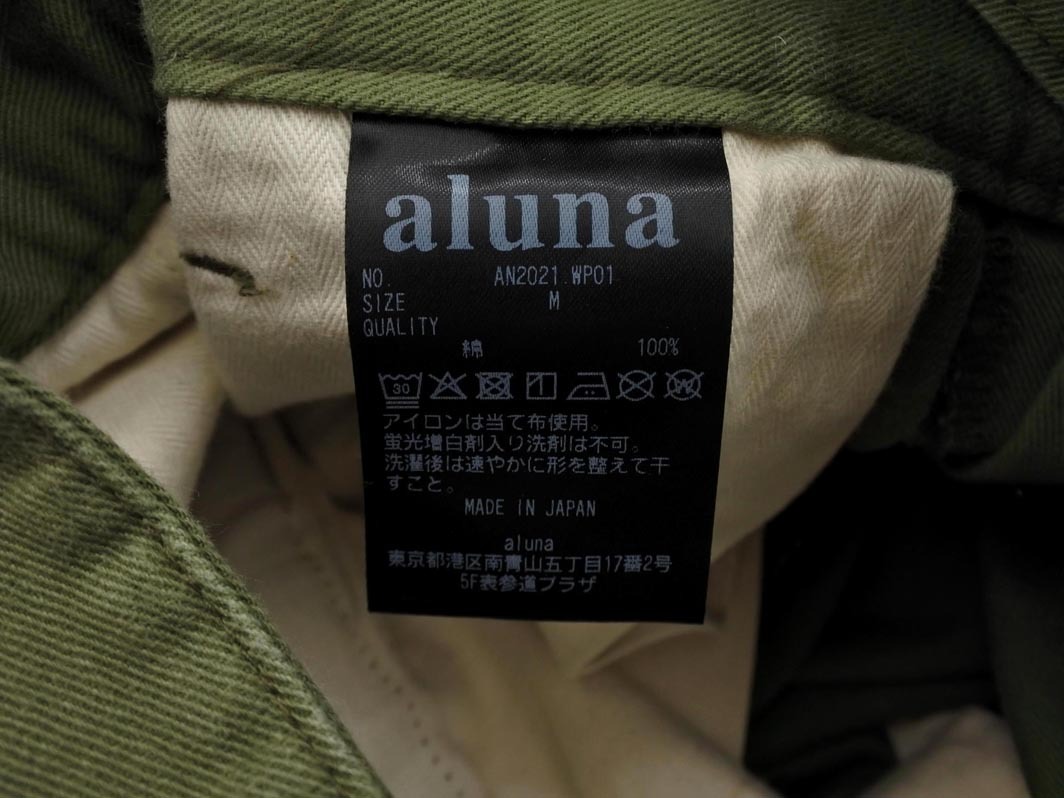 aluna
NO. AN2021.WP01
SIZE M
QUALITY
綿 100%
30
アイロンは当て布使用。
蛍光増白剤入り洗剤は不可。
洗濯後は速やかに形を整えて干
すこと。
MADE IN JAPAN
aluna
東京都港区南青山五丁目17番2号
5F表参道プラザ